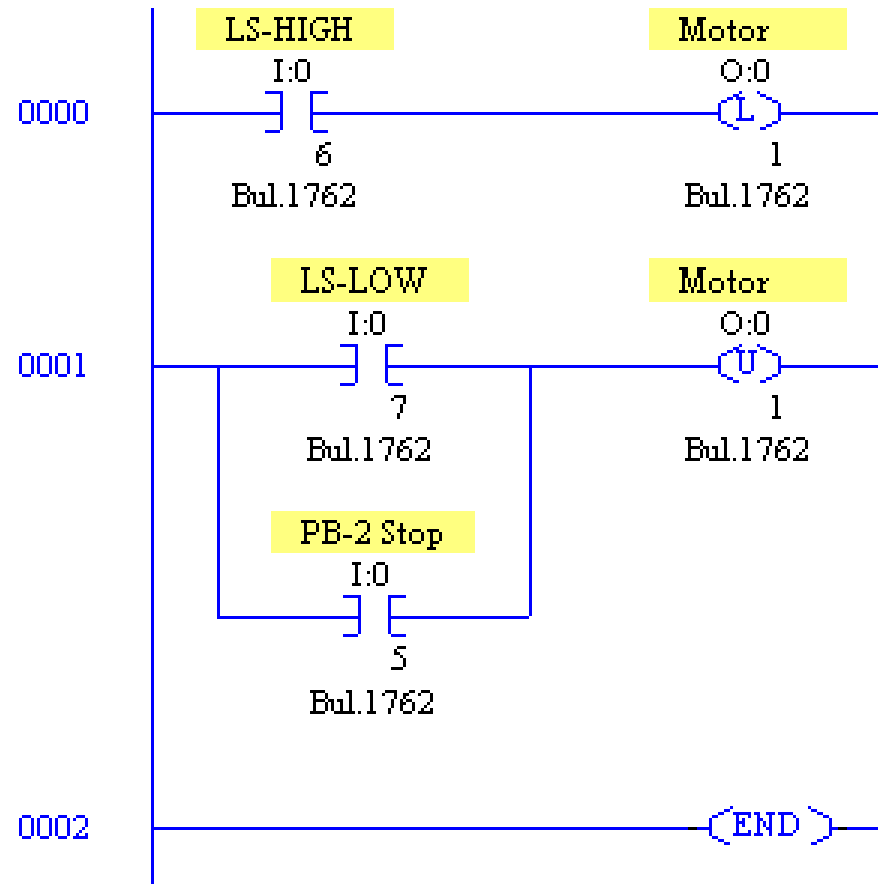 LS-HIGH Motor
I:0 O:0
0000 L
6 1
Bul.1762 Bul.1762
LS-LOW Motor
I:0 O:0
0001 U
7 1
Bul.1762 Bul.1762
PB-2 Stop
I:0
5
Bul.1762
0002 END